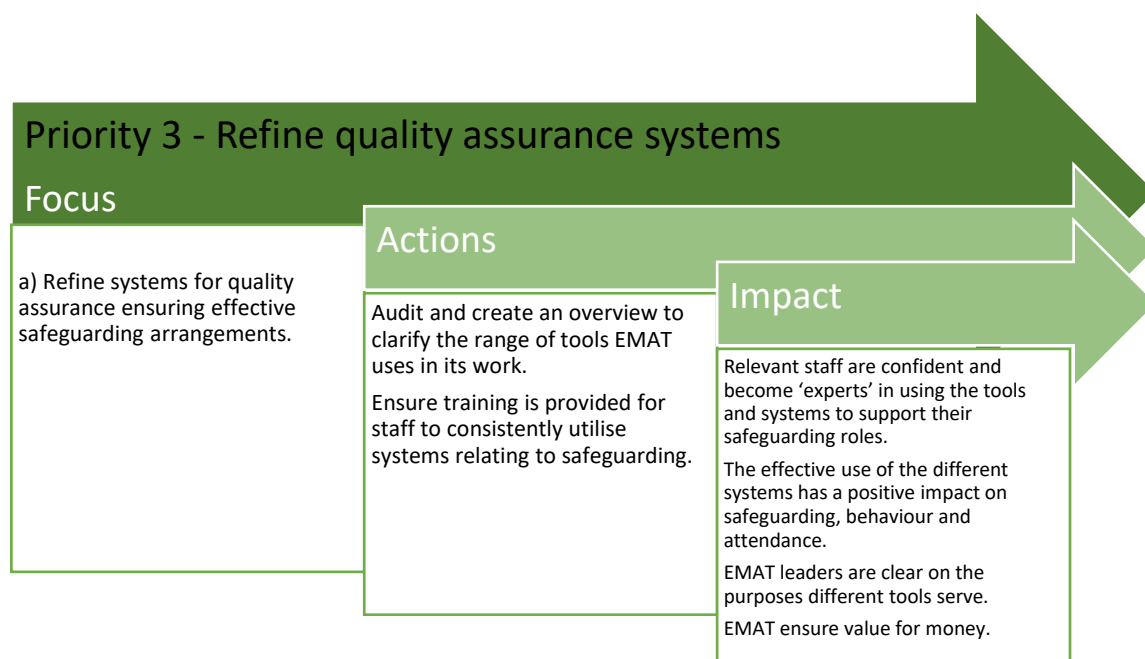 Priority 3 - Refine quality assurance systems
Focus
a) Refine systems for quality
assurance ensuring effective
safeguarding arrangements.
Actions
Audit and create an overview to
clarify the range of tools EMAT
uses in its work.
Ensure training is provided for
staff to consistently utilise
systems relating to safeguarding.
Impact
Relevant staff are confident and
become ‘experts’ in using the tools
and systems to support their
safeguarding roles.
The effective use of the different
systems has a positive impact on
safeguarding, behaviour and
attendance.
EMAT leaders are clear on the
purposes different tools serve.
EMAT ensure value for money.